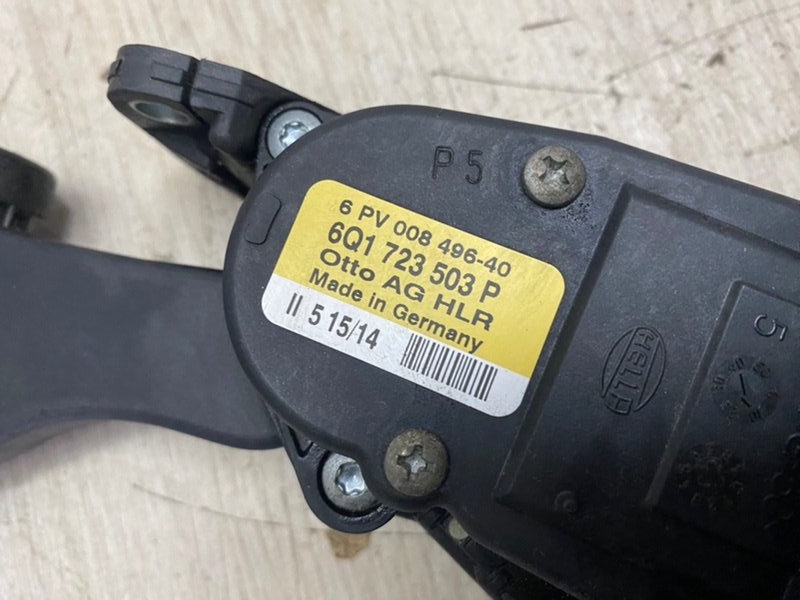 P 5
6 PV 008 496-40
6Q1 723 503 P
Otto AG HLR
Made in Germany
II 5 15/14
HELLA
5